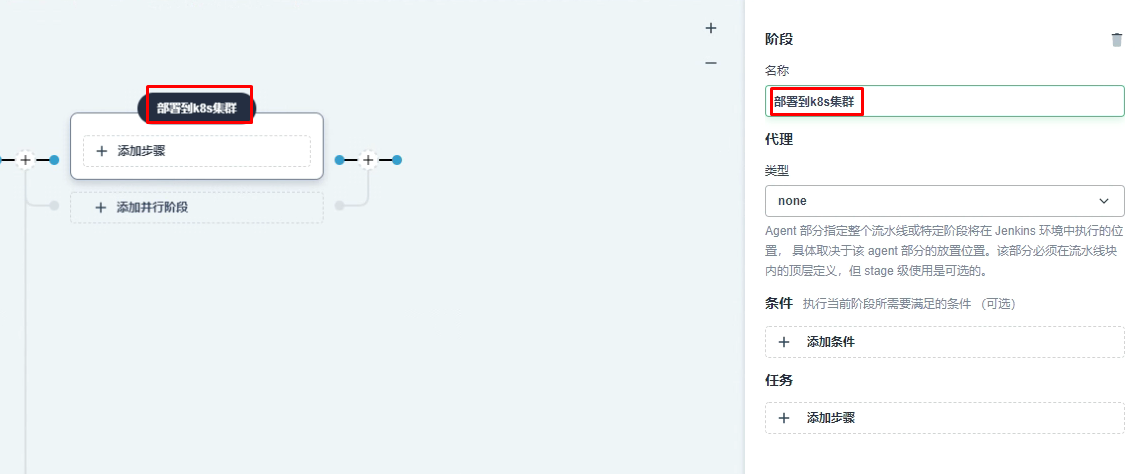 部署到k8s集群
添加步骤
添加并行阶段
阶段
名称
部署到k8s集群
代理
类型
none
Agent 部分指定整个流水线或特定阶段将在 Jenkins 环境中执行的位
置， 具体取决于该 agent 部分的放置位置。该部分必须在流水线块
内的顶层定义，但 stage 级使用是可选的。
条件 执行当前阶段所需要满足的条件 （可选）
添加条件
任务
添加步骤